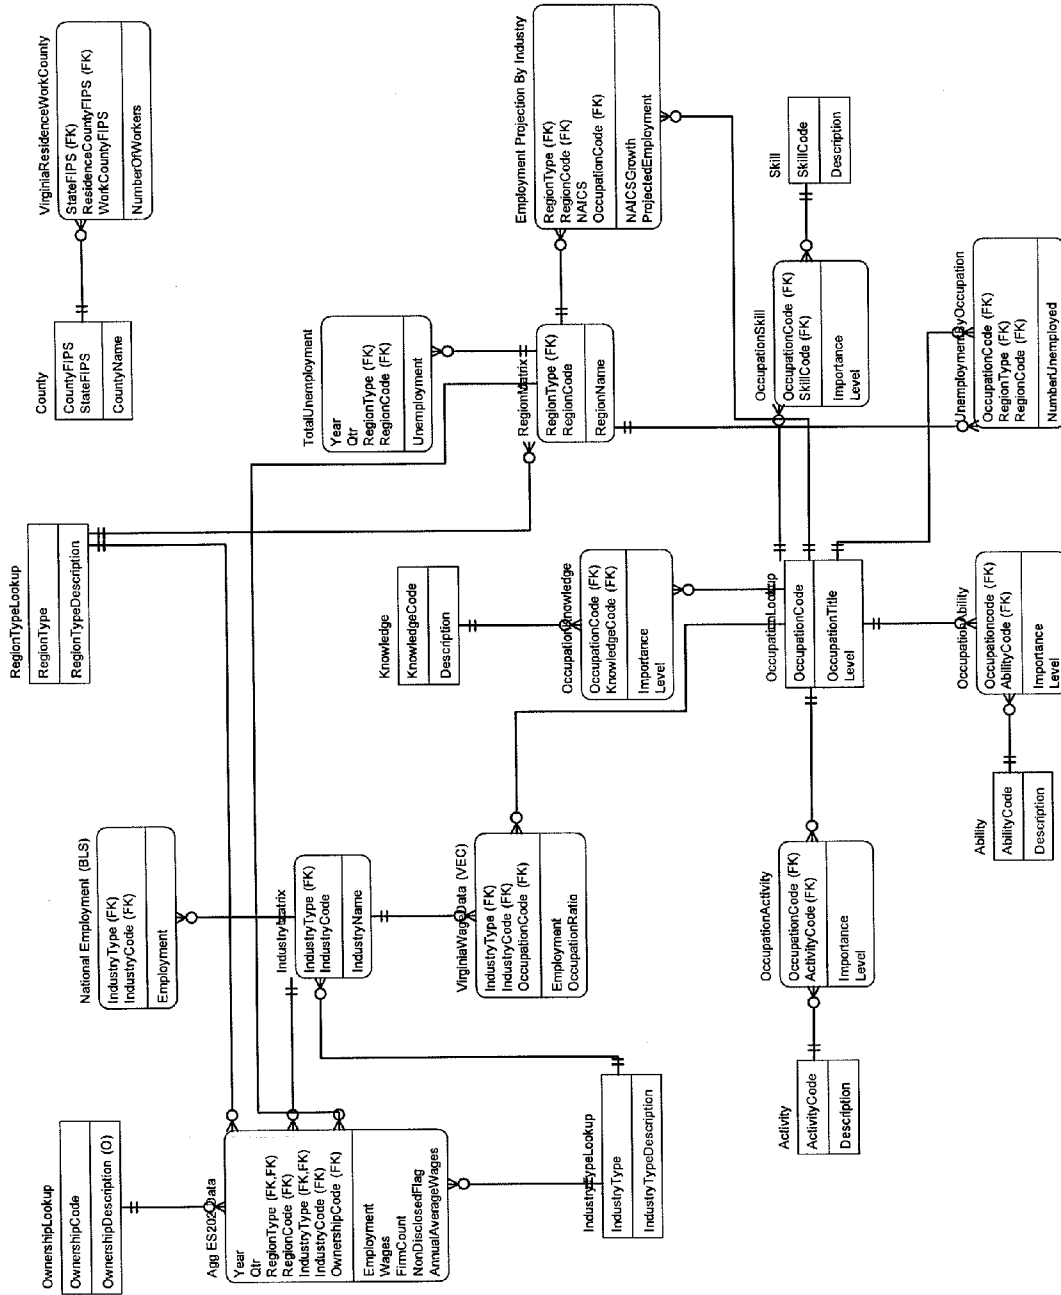 OwnershipLookup
OwnershipCode
OwnershipDescription (O)
Agg ES202 Data
Year
Qtr
RegionType (FK,FK)
RegionCode (FK)
IndustryType (FK,FK)
IndustryCode (FK)
OwnershipCode (FK)
Employment
Wages
FirmCount
NonDisclosedFlag
AnnualAverageWages
IndustryTypeLookup
IndustryType
IndustryTypeDescription
National Employment (BLS)
IndustryType (FK)
IndustryCode (FK)
Employment
IndustryMatrix
IndustryType (FK)
IndustryCode
IndustryName
VirginiaWageData (VEC)
IndustryType (FK)
IndustryCode (FK)
OccupationCode (FK)
Employment
OccupationRatio
Activity
ActivityCode
Description
OccupationActivity
OccupationCode (FK)
ActivityCode (FK)
Importance
Level
Ability
AbilityCode
Description
OccupationAbility
Occupationcode (FK)
AbilityCode (FK)
Importance
Level
RegionTypeLookup
RegionType
RegionTypeDescription
Knowledge
KnowledgeCode
Description
OccupationKnowledge
OccupationCode (FK)
KnowledgeCode (FK)
Importance
Level
OccupationLookup
OccupationCode
OccupationTitle
Level
TotalUnemployment
Year
Qtr
RegionType (FK)
RegionCode (FK)
Unemployment
RegionMatrix
RegionType (FK)
RegionCode
RegionName
OccupationSkill
OccupationCode (FK)
SkillCode (FK)
Importance
Level
UnemploymentByOccupation
OccupationCode (FK)
RegionType (FK)
RegionCode (FK)
NumberUnemployed
County
CountyFIPS
StateFIPS
CountyName
VirginiaResidenceWorkCounty
StateFIPS (FK)
ResidenceCountyFIPS (FK)
WorkCountyFIPS
NumberOfWorkers
Employment Projection By Industry
RegionType (FK)
RegionCode (FK)
NAICS
OccupationCode (FK)
NAICSGrowth
ProjectedEmployment
Skill
SkillCode
Description